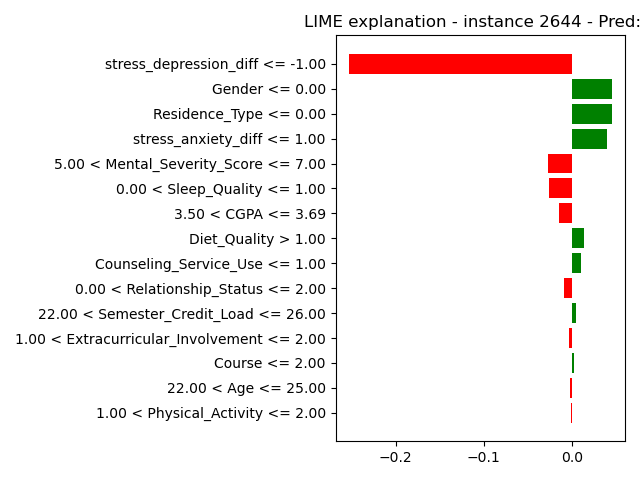 LIME explanation - instance 2644 - Pred:
stress_depression_diff <= -1.00
Gender <= 0.00
Residence_Type <= 0.00
stress_anxiety_diff <= 1.00
5.00 < Mental_Severity_Score <= 7.00
0.00 < Sleep_Quality <= 1.00
3.50 < CGPA <= 3.69
Diet_Quality > 1.00
Counseling_Service_Use <= 1.00
0.00 < Relationship_Status <= 2.00
22.00 < Semester_Credit_Load <= 26.00
1.00 < Extracurricular_Involvement <= 2.00
Course <= 2.00
22.00 < Age <= 25.00
1.00 < Physical_Activity <= 2.00
−0.2 −0.1 0.0